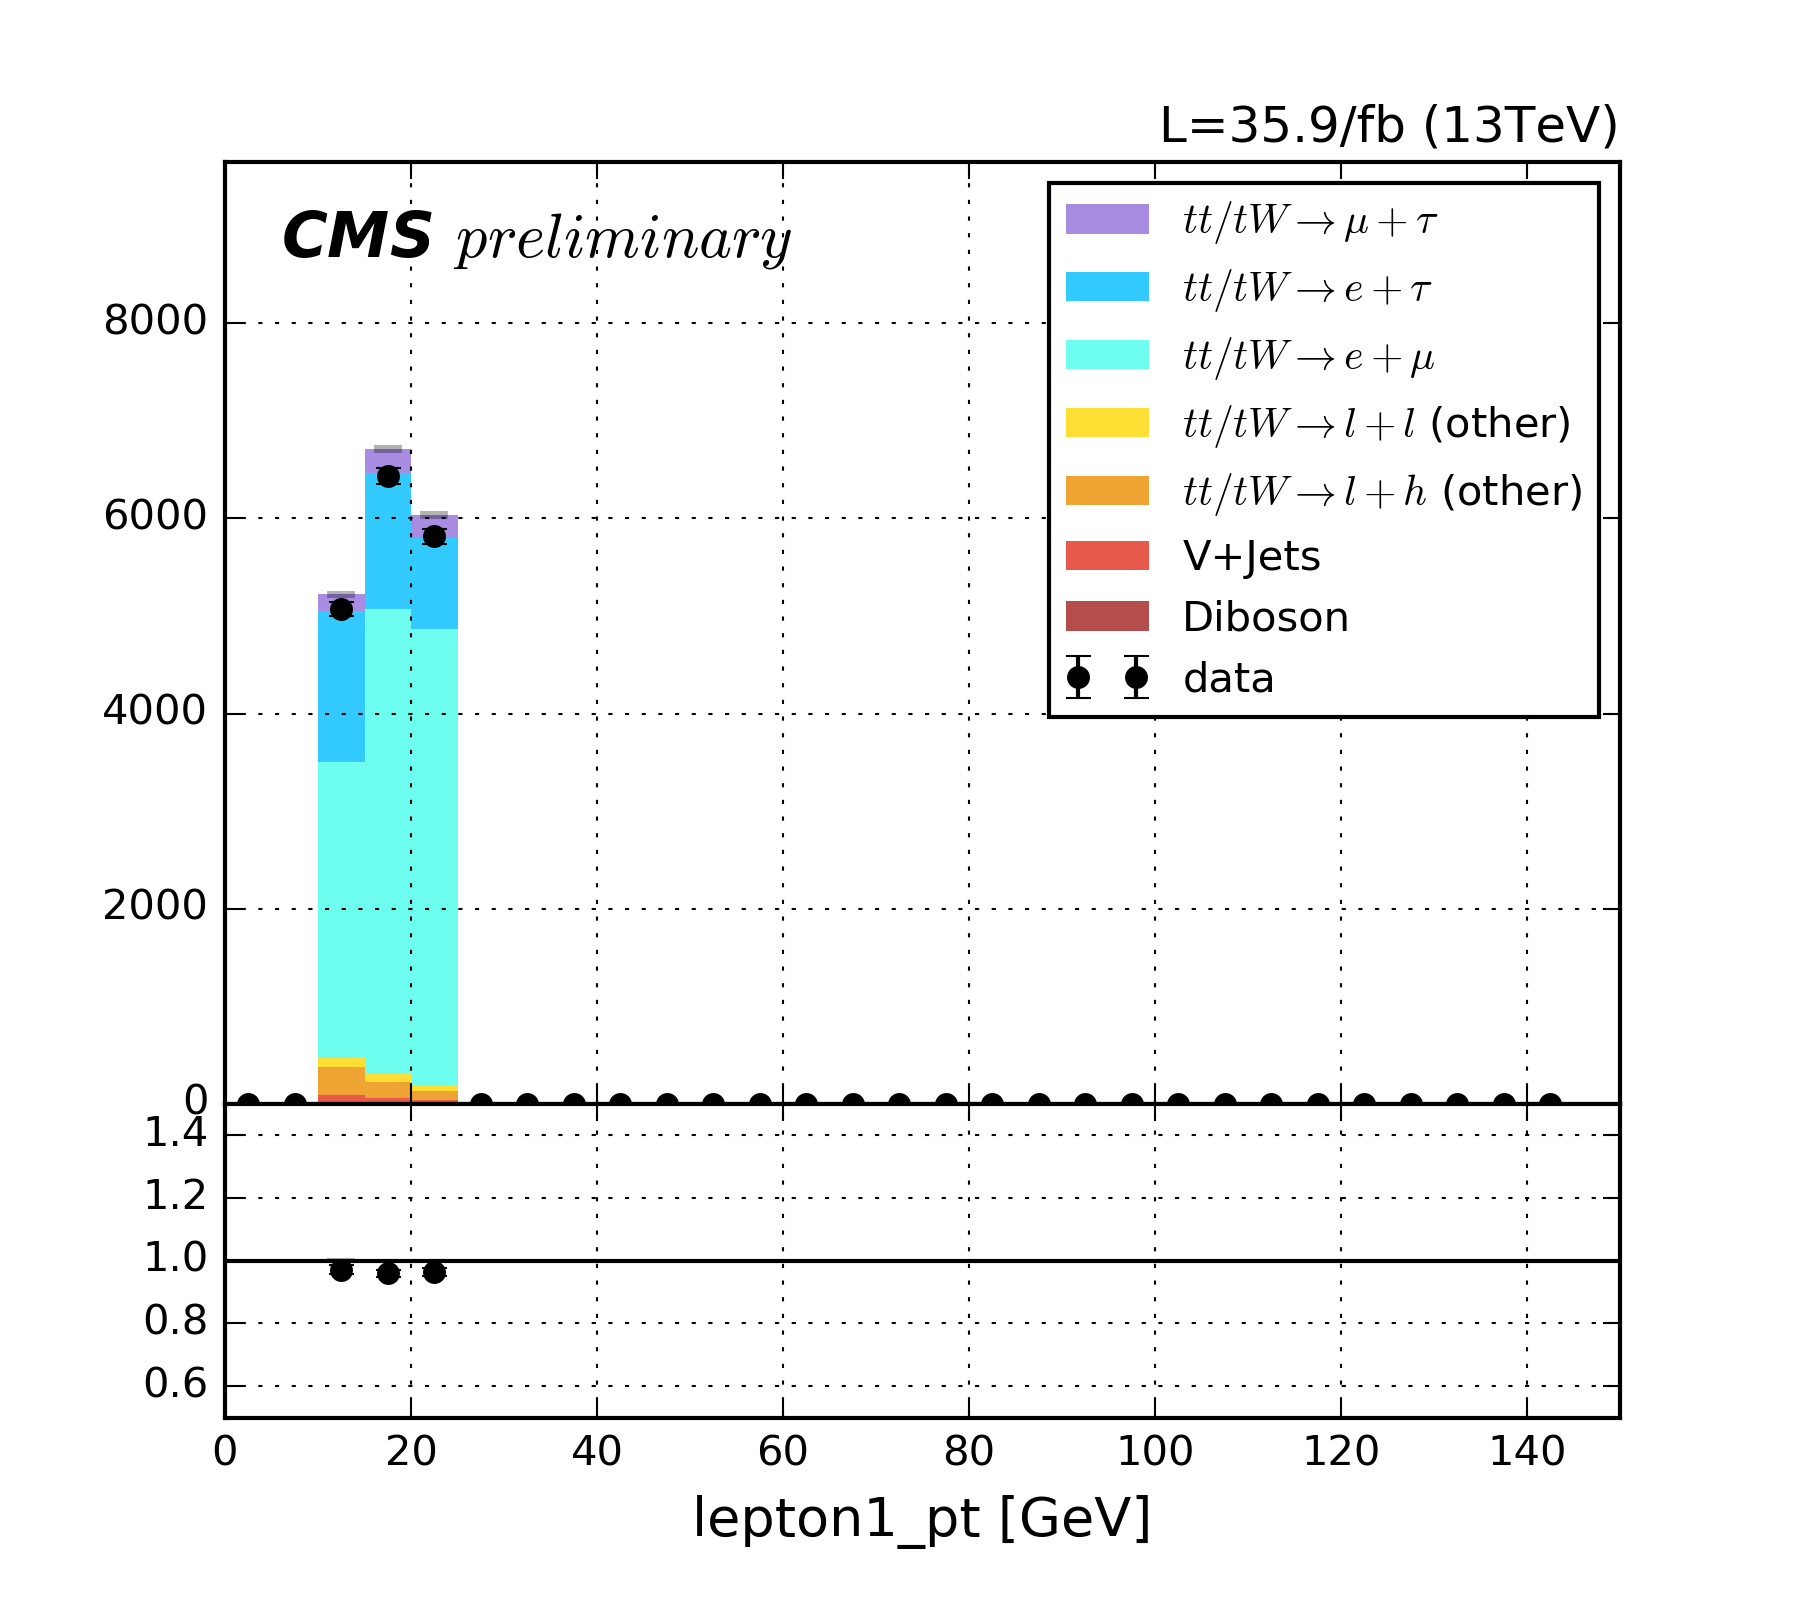 L=35.9/fb (13TeV)
CMS preliminary
tt/tW→μ+τ
tt/tW→e+τ
tt/tW→e+μ
tt/tW→l+l (other)
tt/tW→l+h (other)
V+Jets
Diboson
data
8000
6000
4000
2000
0
1.4
1.2
1.0
0.8
0.6
0 20 40 60 80 100 120 140
lepton1_pt [GeV]